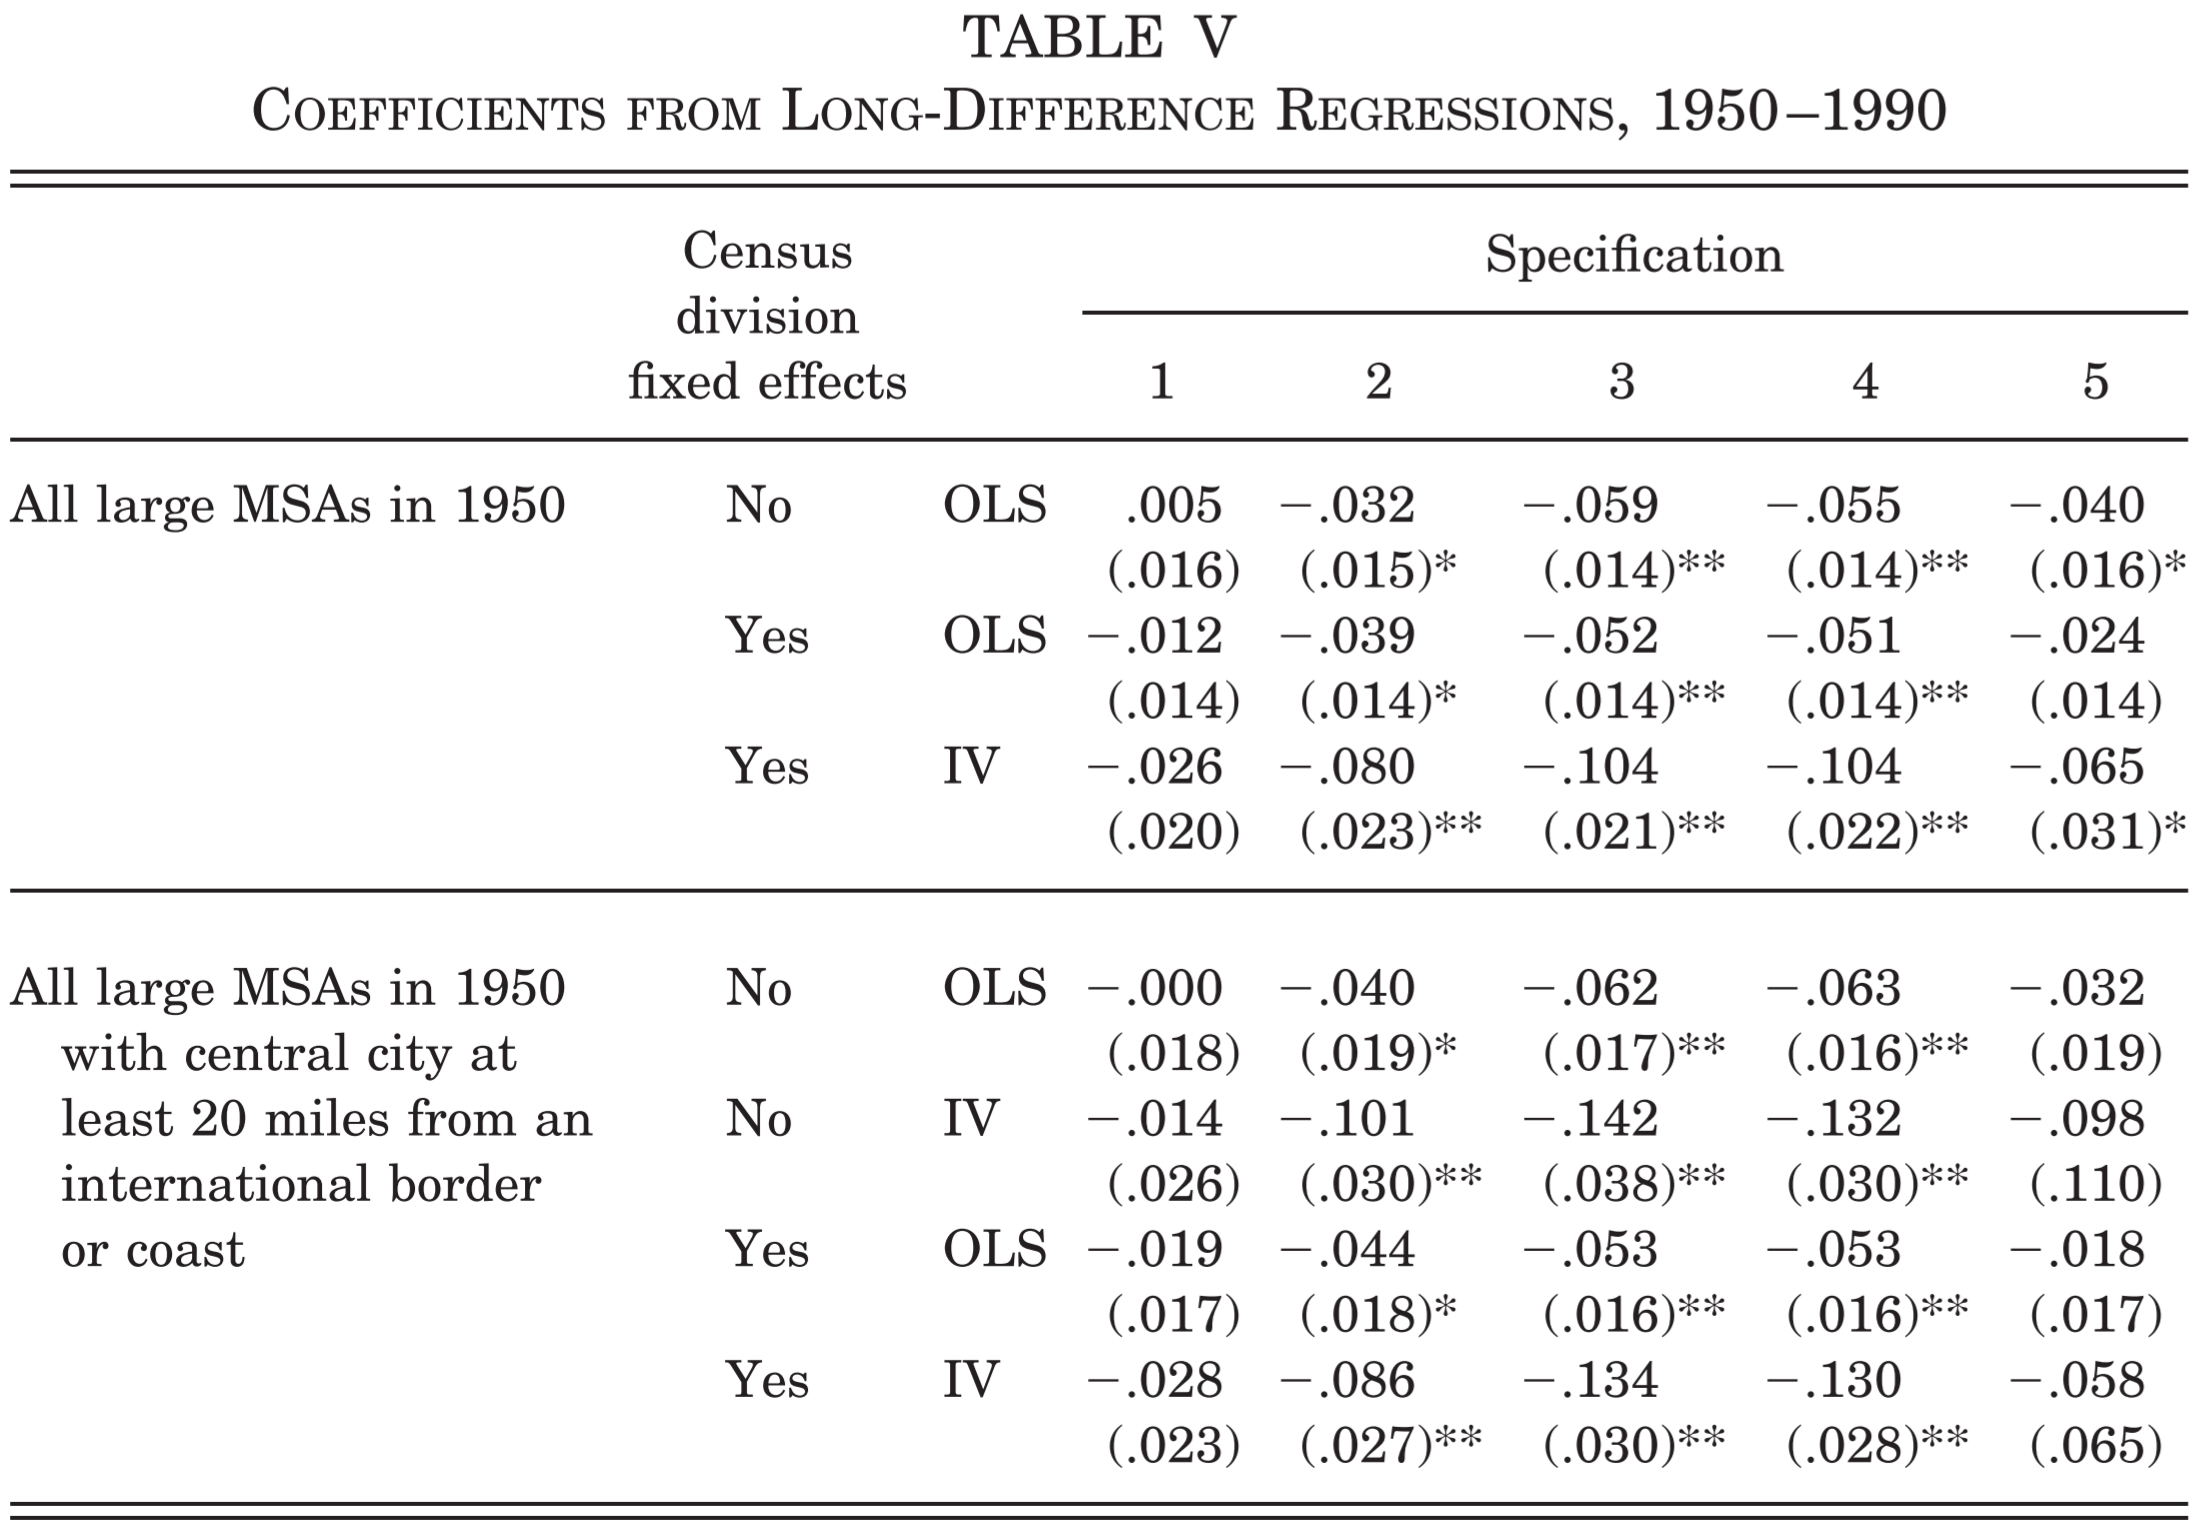 TABLE V
COEFFICIENTS FROM LONG-DIFFERENCE REGRESSIONS, 1950–1990
Census division fixed effects
Specification
1 2 3 4 5
All large MSAs in 1950 No OLS .005 −.032 −.059 −.055 −.040
(.016) (.015)* (.014)** (.014)** (.016)*
Yes OLS −.012 −.039 −.052 −.051 −.024
(.014) (.014)* (.014)** (.014)** (.014)
Yes IV −.026 −.080 −.104 −.104 −.065
(.020) (.023)** (.021)** (.022)** (.031)*
All large MSAs in 1950 No OLS −.000 −.040 −.062 −.063 −.032
with central city at (.018) (.019)* (.017)** (.016)** (.019)
least 20 miles from an No IV −.014 −.101 −.142 −.132 −.098
international border (.026) (.030)** (.038)** (.030)** (.110)
or coast Yes OLS −.019 −.044 −.053 −.053 −.018
(.017) (.018)* (.016)** (.016)** (.017)
Yes IV −.028 −.086 −.134 −.130 −.058
(.023) (.027)** (.030)** (.028)** (.065)